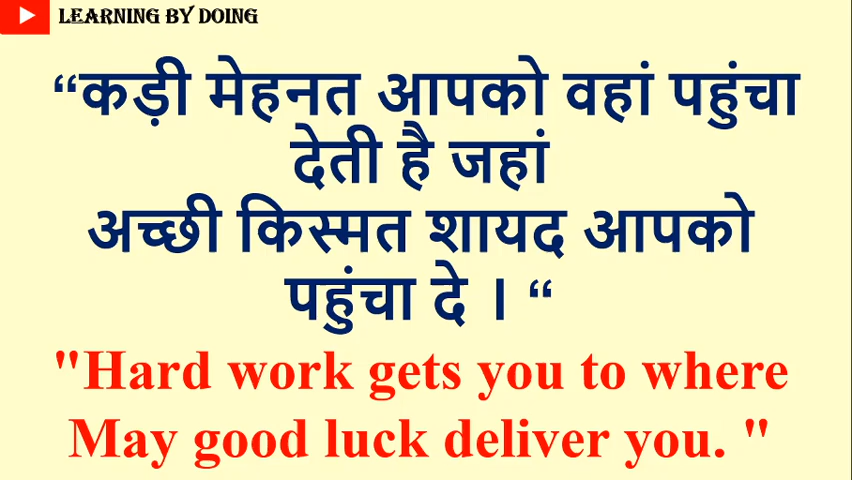 LEARNING BY DOING
“कड़ी मेहनत आपको वहां पहुंचा
देती है जहां
अच्छी किस्मत शायद आपको
पहुंचा दे । “
"Hard work gets you to where
May good luck deliver you. "